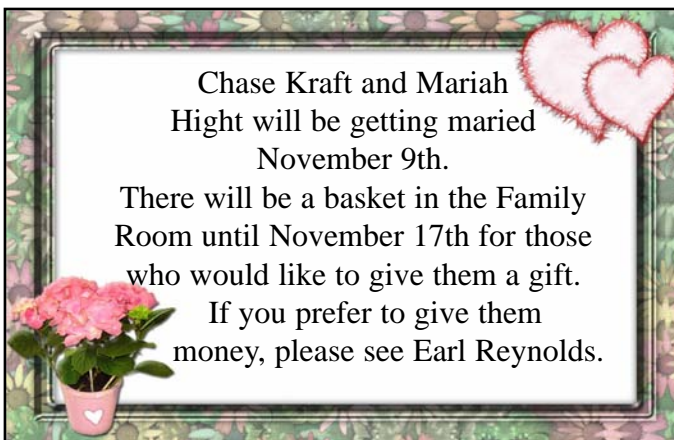 Chase Kraft and Mariah
Hight will be getting maried
November 9th.
There will be a basket in the Family
Room until November 17th for those
who would like to give them a gift.
If you prefer to give them
money, please see Earl Reynolds.